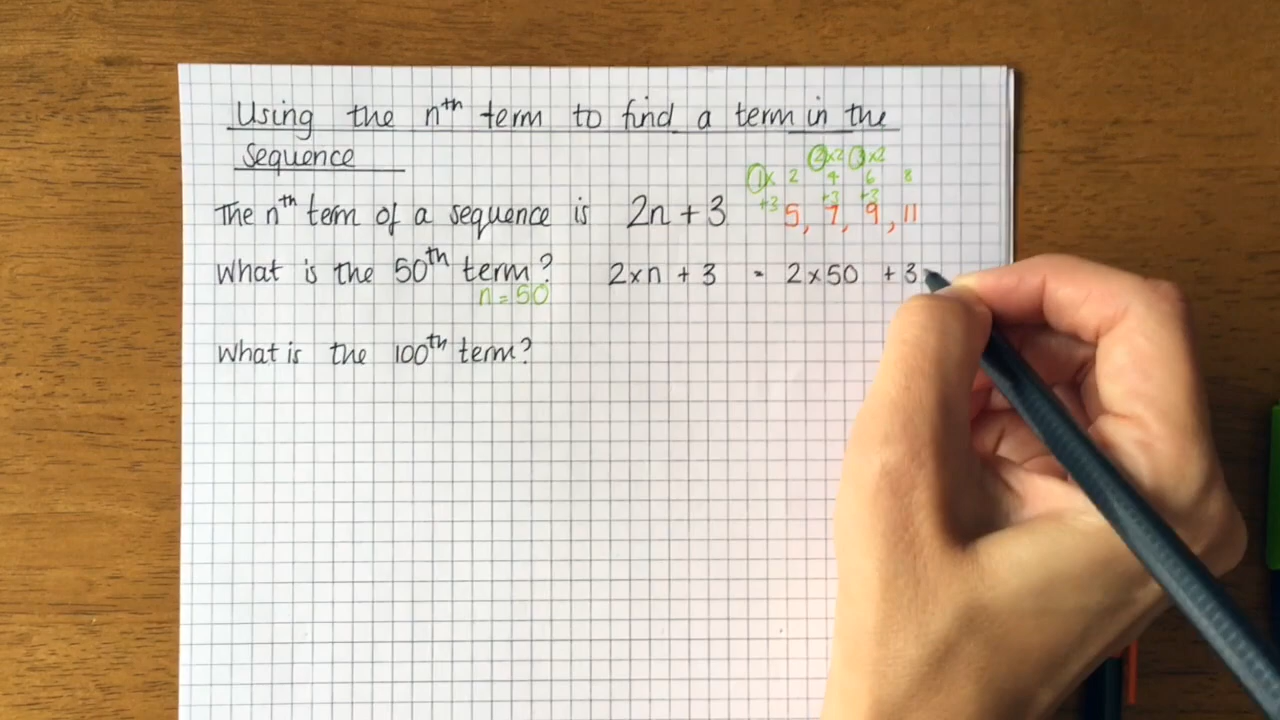 Using the nth term to find a term in the
sequence
②x2 ③x2
①x 2 4 6 8
+3 +3 +3
The nth term of a sequence is 2n + 3 5, 7, 9, 11
What is the 50th term? 2×n + 3 = 2×50 + 3
n = 50
What is the 100th term?